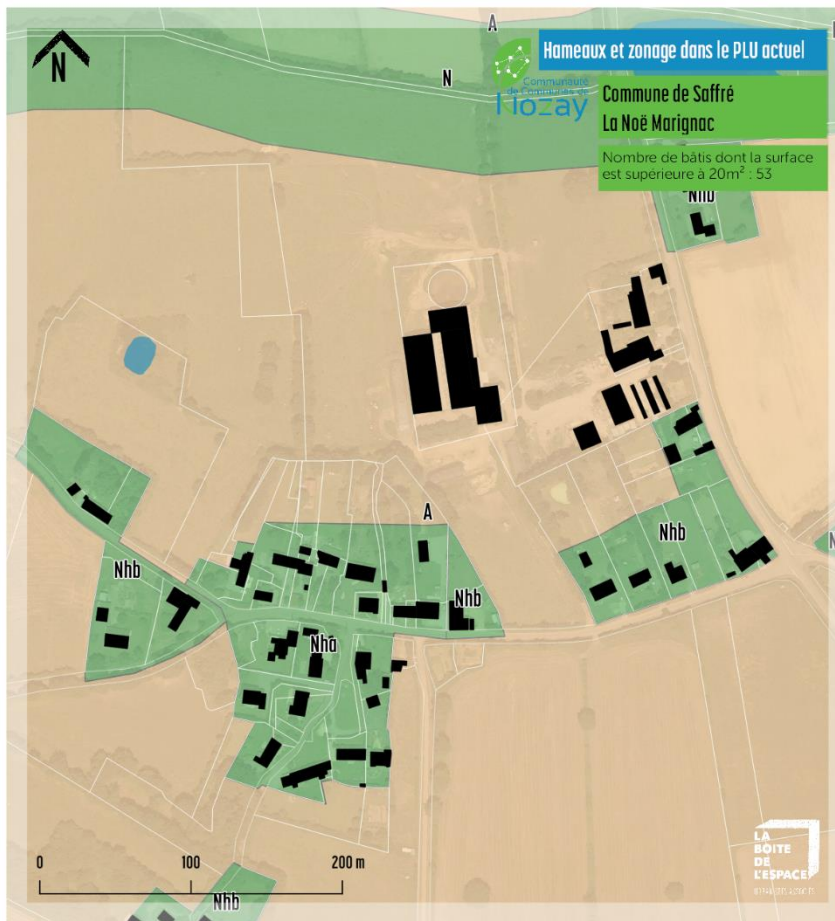 A
Hameaux et zonage dans le PLU actuel
N
N
Communauté
de Communes de
Nozay
Commune de Saffré
La Noë Marignac
Nombre de bâtis dont la surface
est supérieure à 20m² : 53
Nhb
A
Nhb
Nhb
Nhb
Nha
N
LA
BOITE
DE
L'ESPACE
0
100
200 m
Nhb